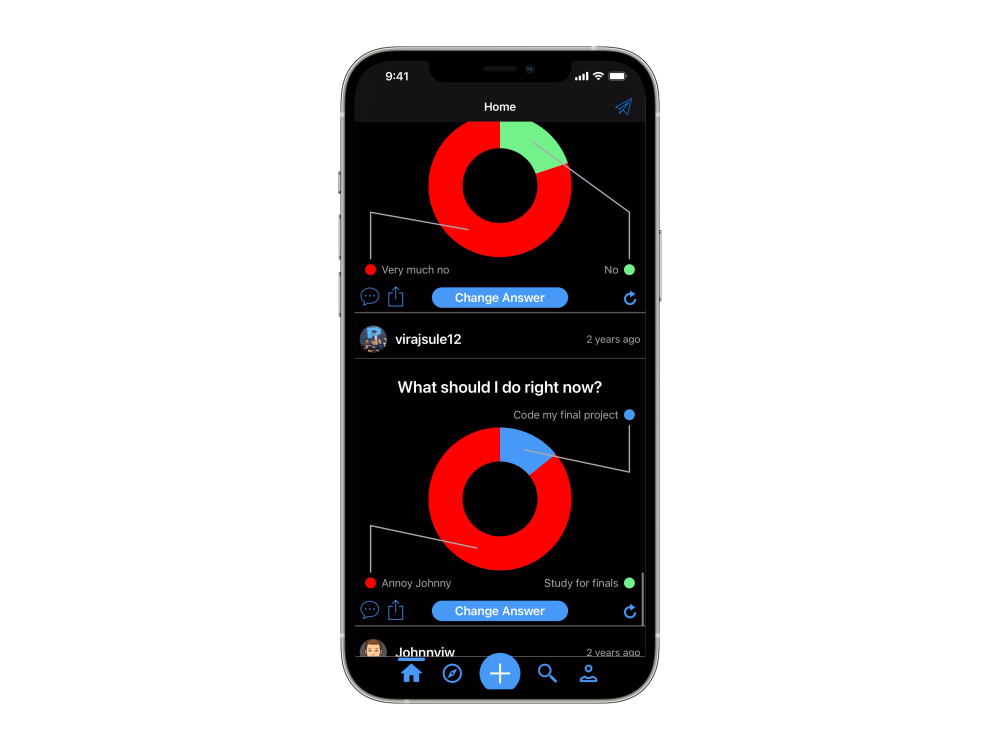 9:41
Home
Very much no
No
Change Answer
virajsule12
2 years ago
What should I do right now?
Code my final project
Annoy Johnny
Study for finals
Change Answer
Johnnyiw
2 years ago